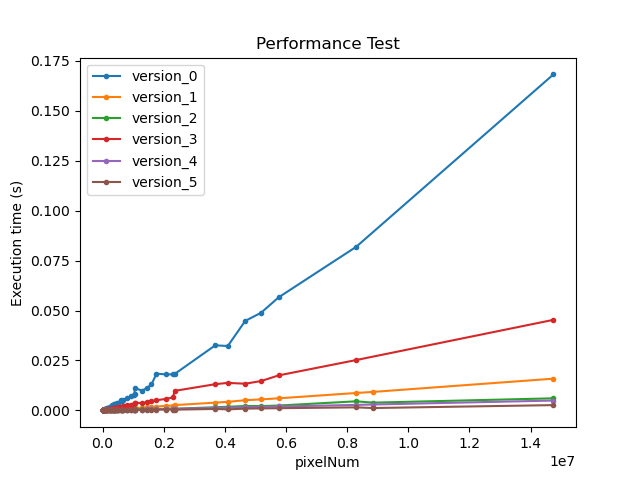 Performance Test
0.175
0.150
0.125
0.100
0.075
0.050
0.025
0.000
Execution time (s)
version_0
version_1
version_2
version_3
version_4
version_5
0.0 0.2 0.4 0.6 0.8 1.0 1.2 1.4
1e7
pixelNum